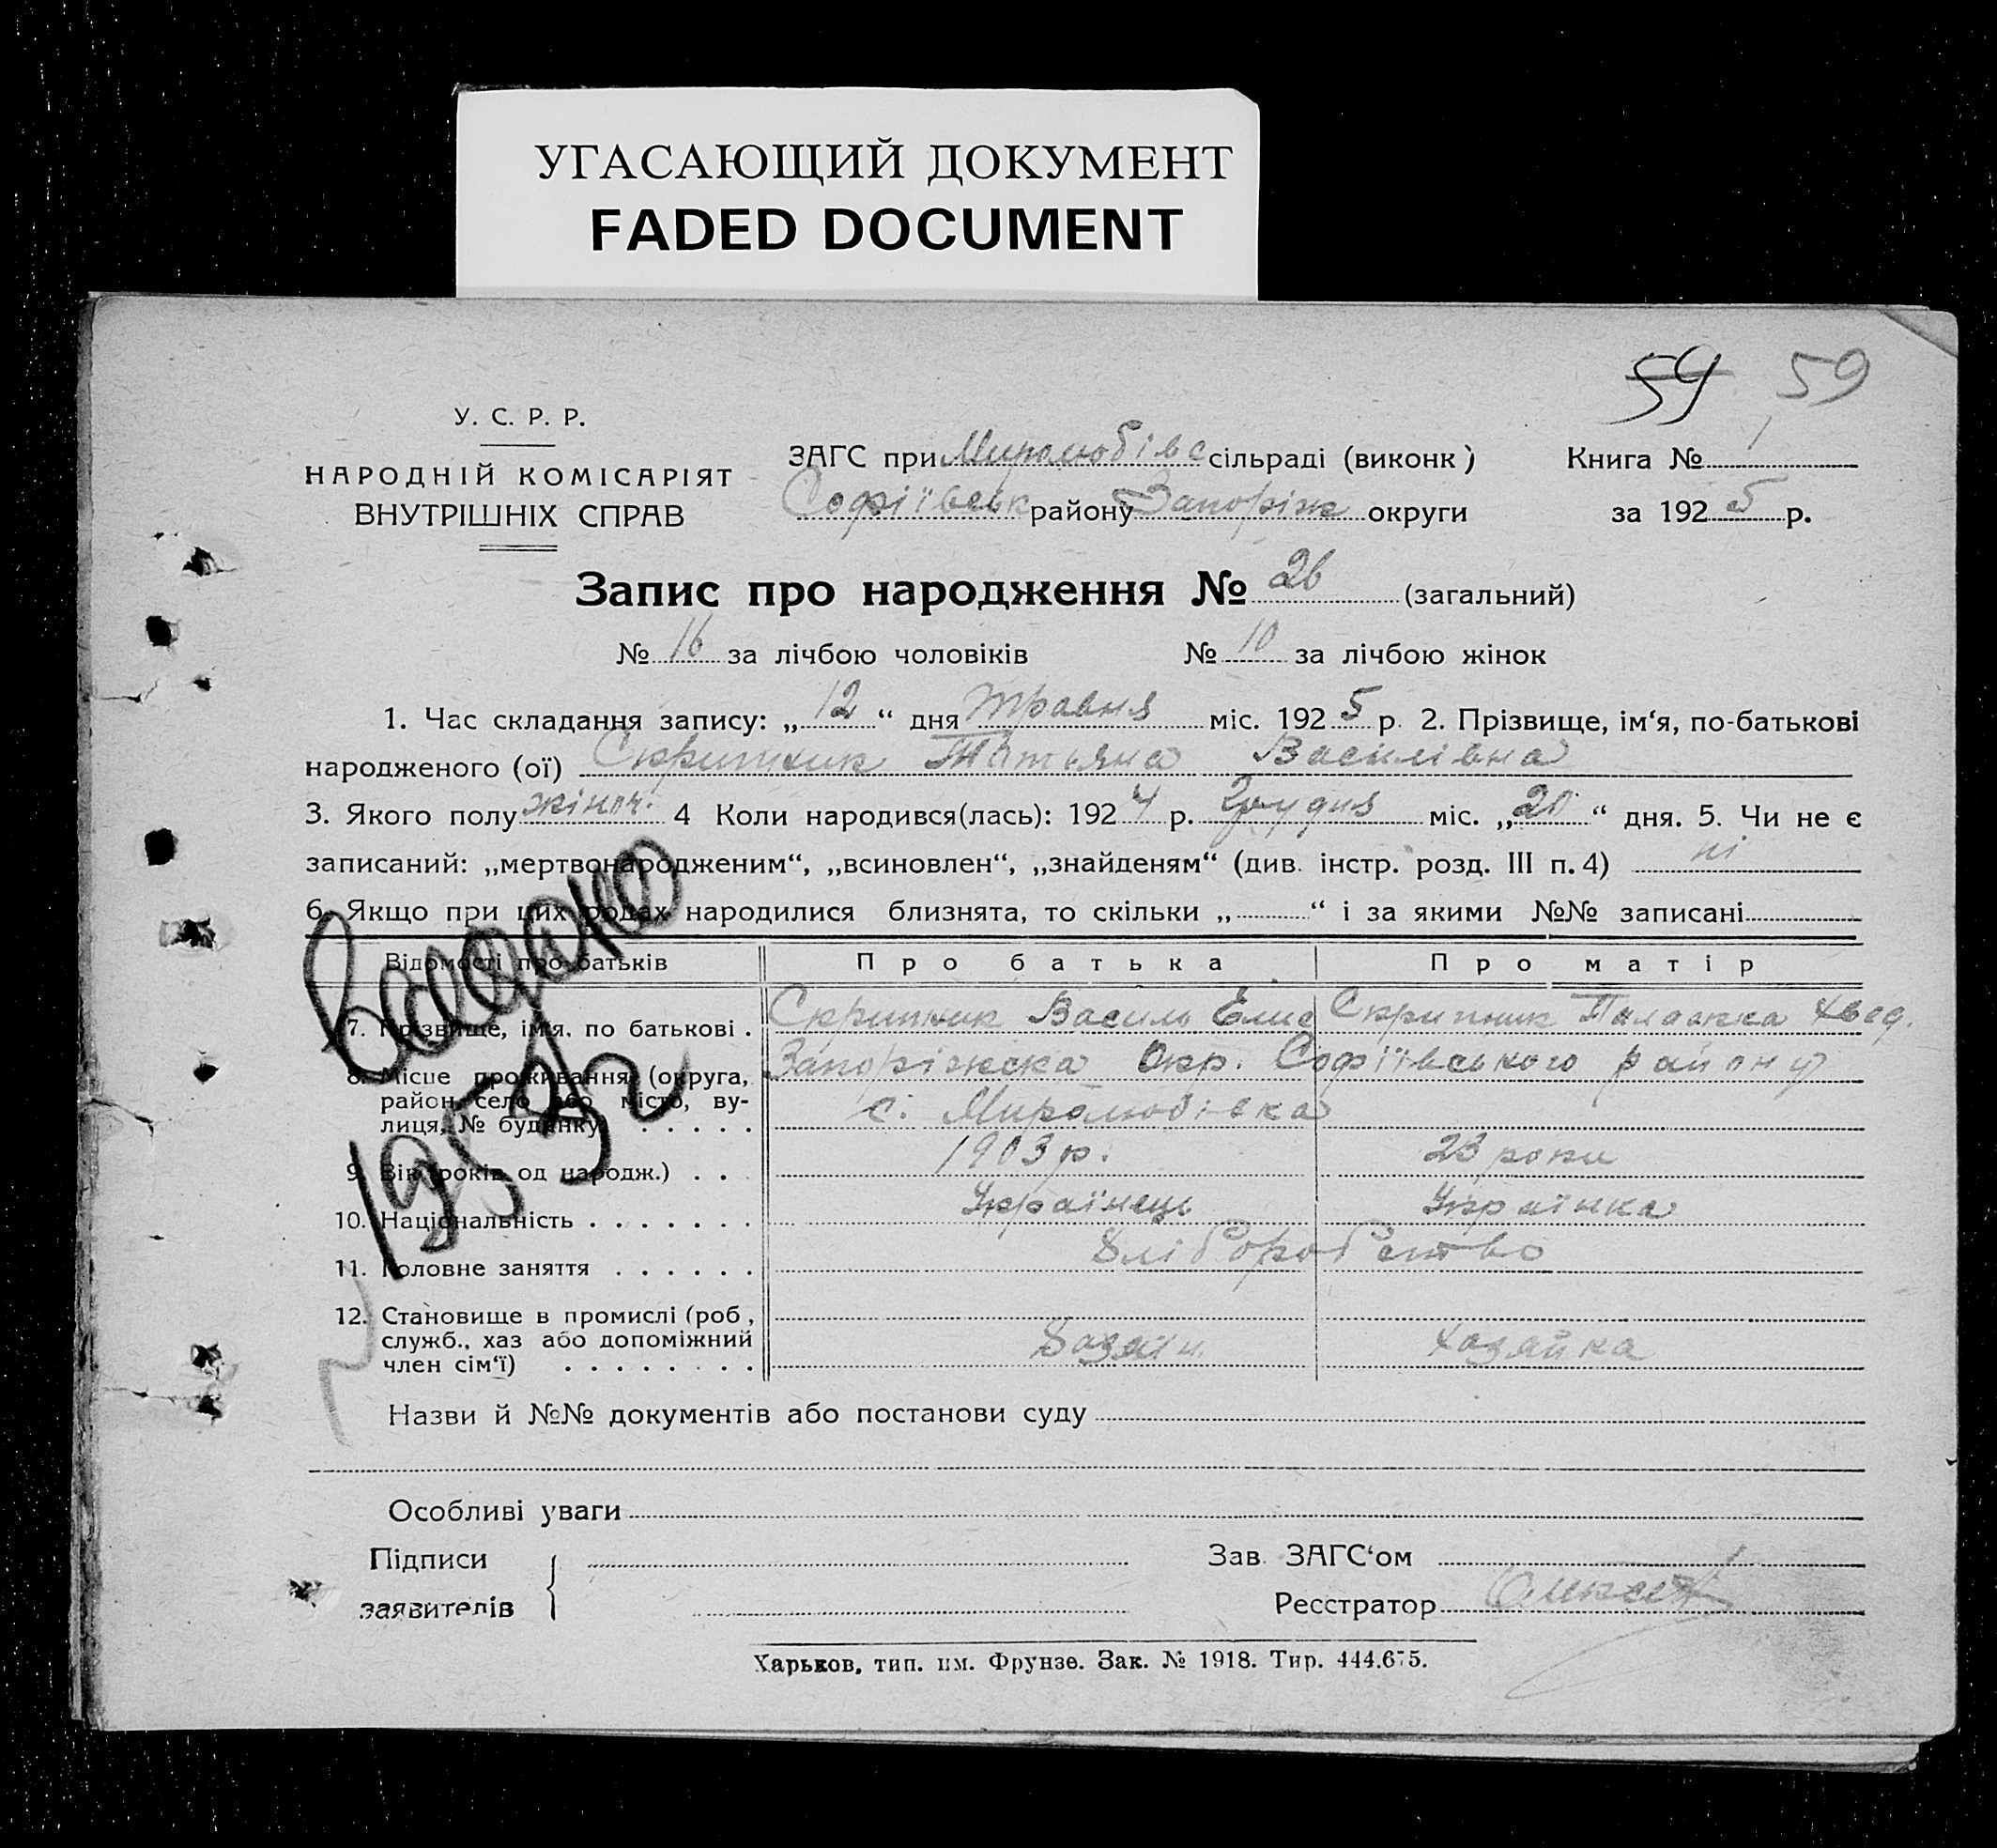 УГАСАЮЩИЙ ДОКУМЕНТ
FADED DOCUMENT
59 59
У. С. Р. Р.
НАРОДНІЙ КОМІСАРІЯТ
ВНУТРІШНІХ СПРАВ
ЗАГС при Миролюбівс сільраді (виконк) Книга № 1
Софіївськ району Запоріж округи за 1925 р.
Запис про народження № 26 (загальний)
№ 16 за лічбою чоловіків № 10 за лічбою жінок
1. Час складання запису: „12“ дня травня міс. 1925 р. 2. Прізвище, ім‘я, по-батькові
народженого (ої) Скрипник Татьяна Василівна
3. Якого полу жіноч. 4 Коли народився(лась): 1924 р. Грудня міс. „20“ дня. 5. Чи не є
записаний: „мертвонародженим“, „всиновлен“, „знайденям“ (див. інстр. розд. III п. 4) ні
6. Якщо при цих родах народилися близнята, то скільки „ “ і за якими №№ записані
Відомості про батьків Про батька Про матір
7. Прізвище, ім‘я, по батькові . Скрипник Василь Елис Скрипник Палажка Хвед.
8. Місце проживання (округа, Запоріжска Окр. Софіївського району
район, село або місто, ву-
лиця, № будинку) . . . . . с. Миролюбівка
9. Вік (років од народж.) . . 1903 р. 23 роки
10. Національність . . . . . . . Українець Українка
11. Головне заняття . . . . . . Хліборобство
12. Становище в промислі (роб,
служб., хаз або допоміжний
член сім‘ї) . . . . . . . . Хазяїн Хазяйка
1952
Назви й №№ документів або постанови суду
Особливі уваги
Підписи Зав. ЗАГС‘ом
заявителів Реєстратор
Харьков, тип. им. Фрунзе. Зак. № 1918. Тир. 444.675.